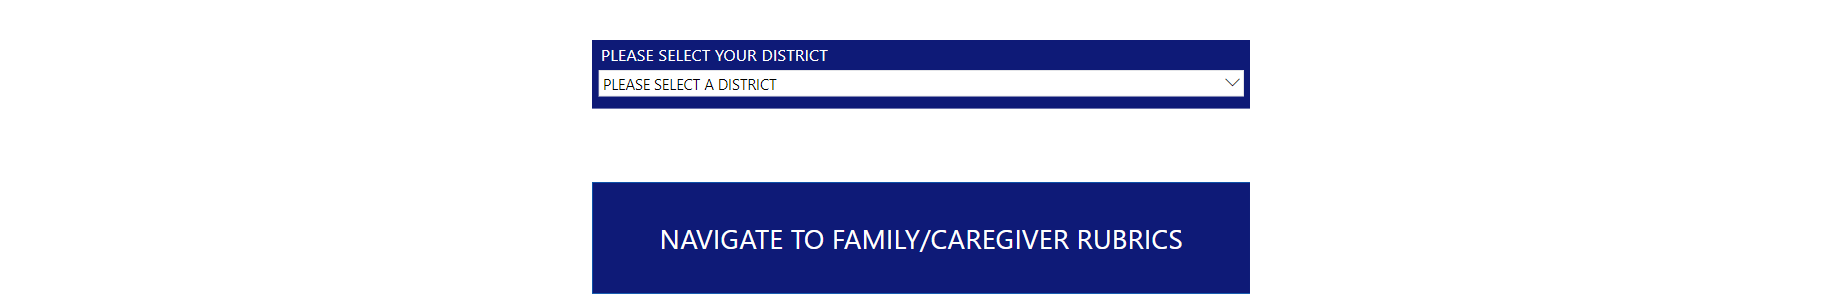 PLEASE SELECT YOUR DISTRICT
PLEASE SELECT A DISTRICT
NAVIGATE TO FAMILY/CAREGIVER RUBRICS